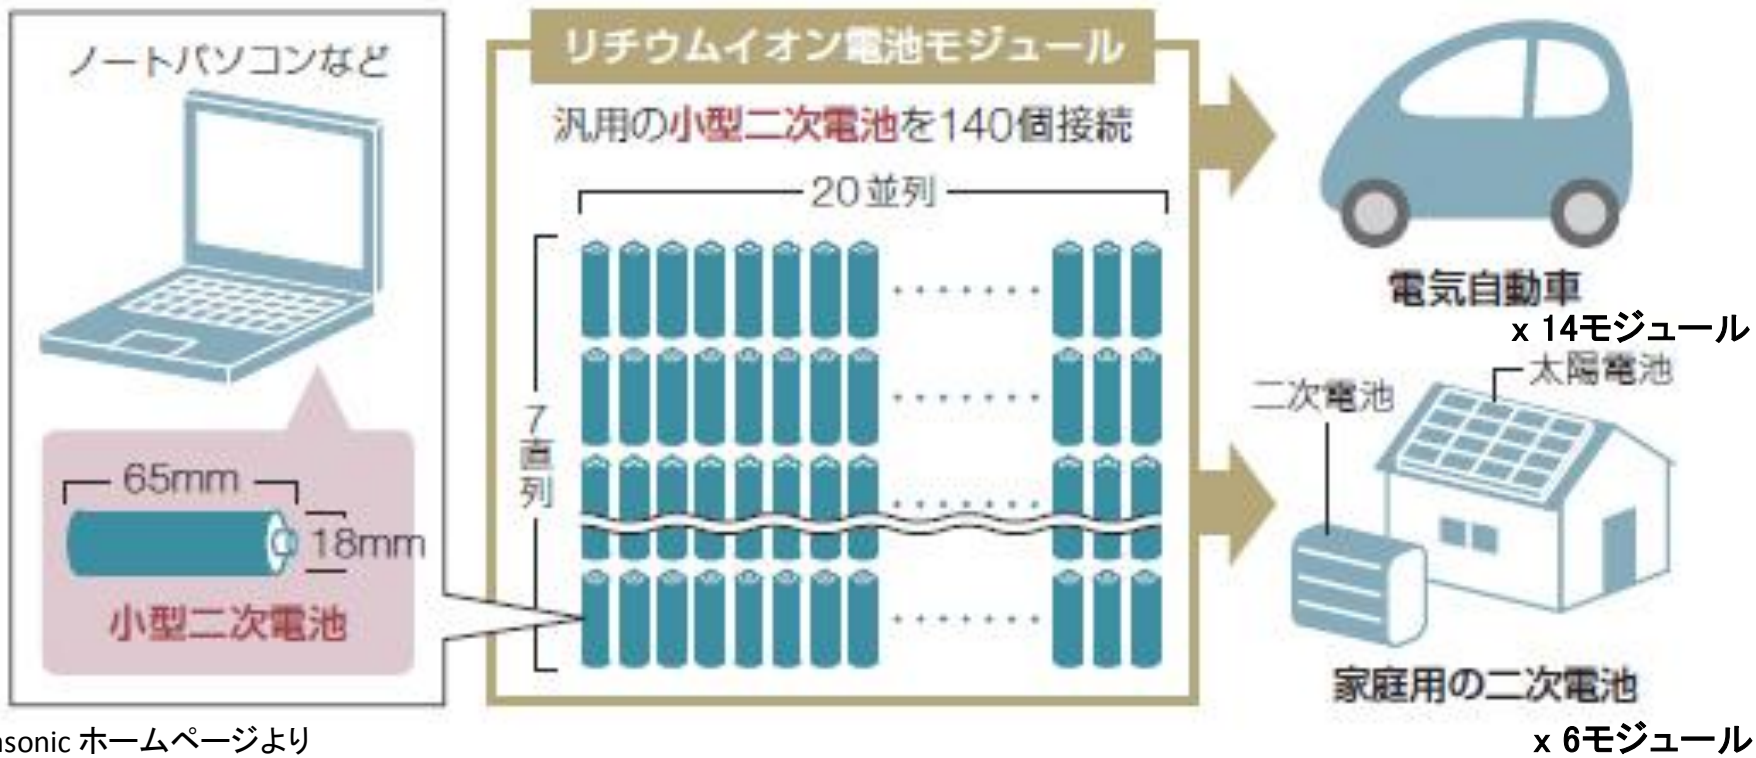 ノートパソコンなど
65mm
18mm
小型二次電池
リチウムイオン電池モジュール
汎用の小型二次電池を140個接続
20並列
7直列
電気自動車
x 14モジュール
太陽電池
二次電池
家庭用の二次電池
x 6モジュール
nasonic ホームページより